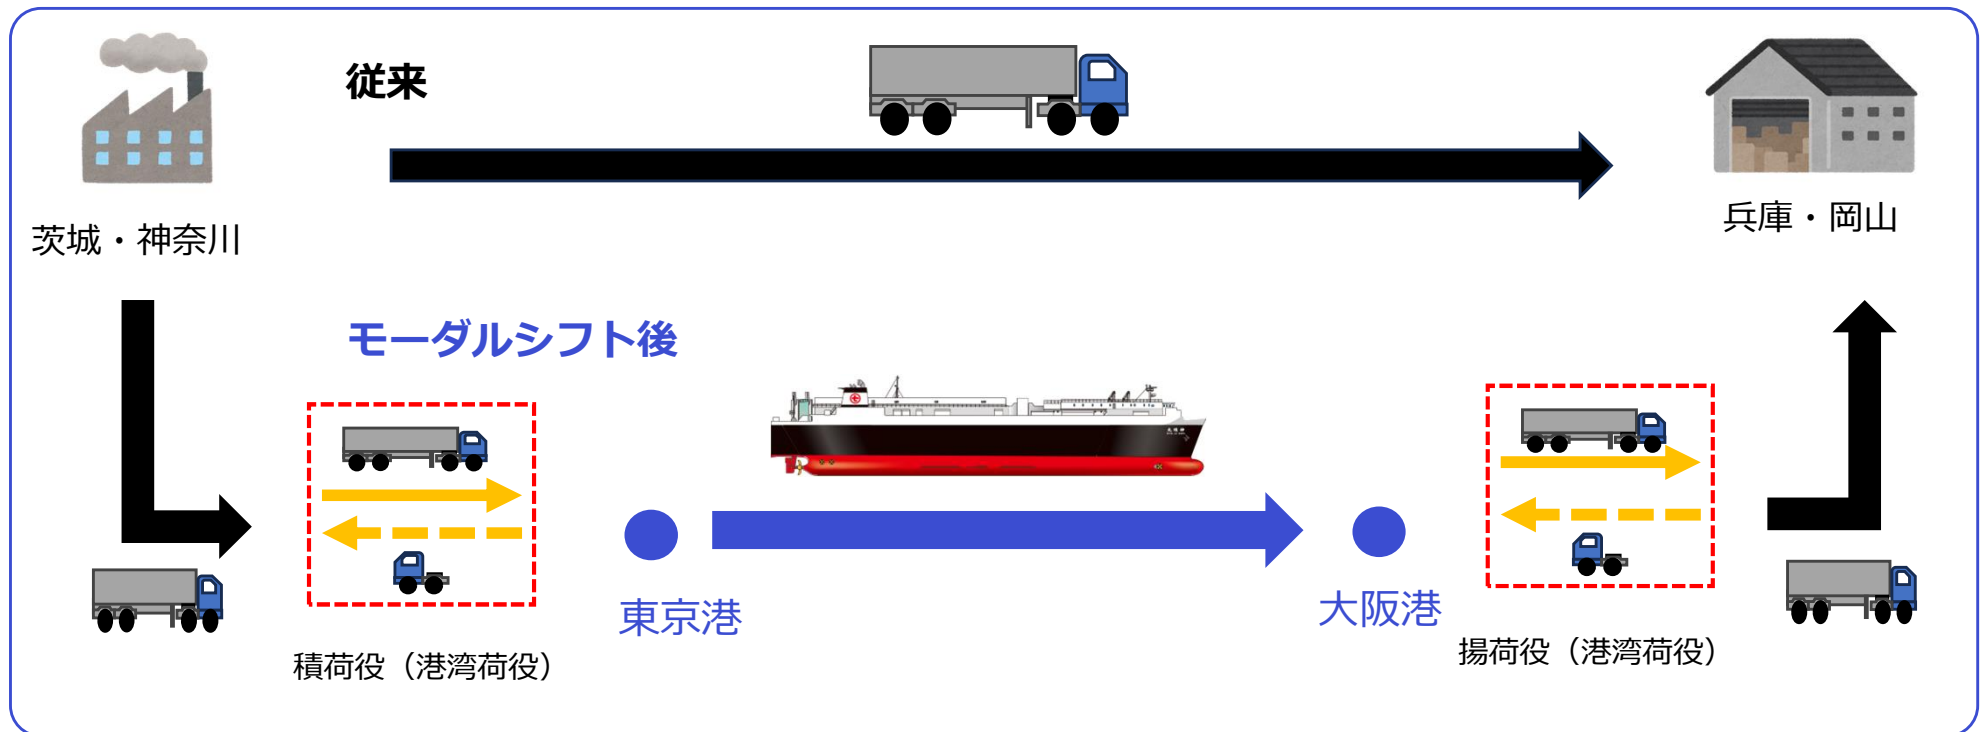 従来
茨城・神奈川
兵庫・岡山
モーダルシフト後
東京港
大阪港
積荷役（港湾荷役）
揚荷役（港湾荷役）